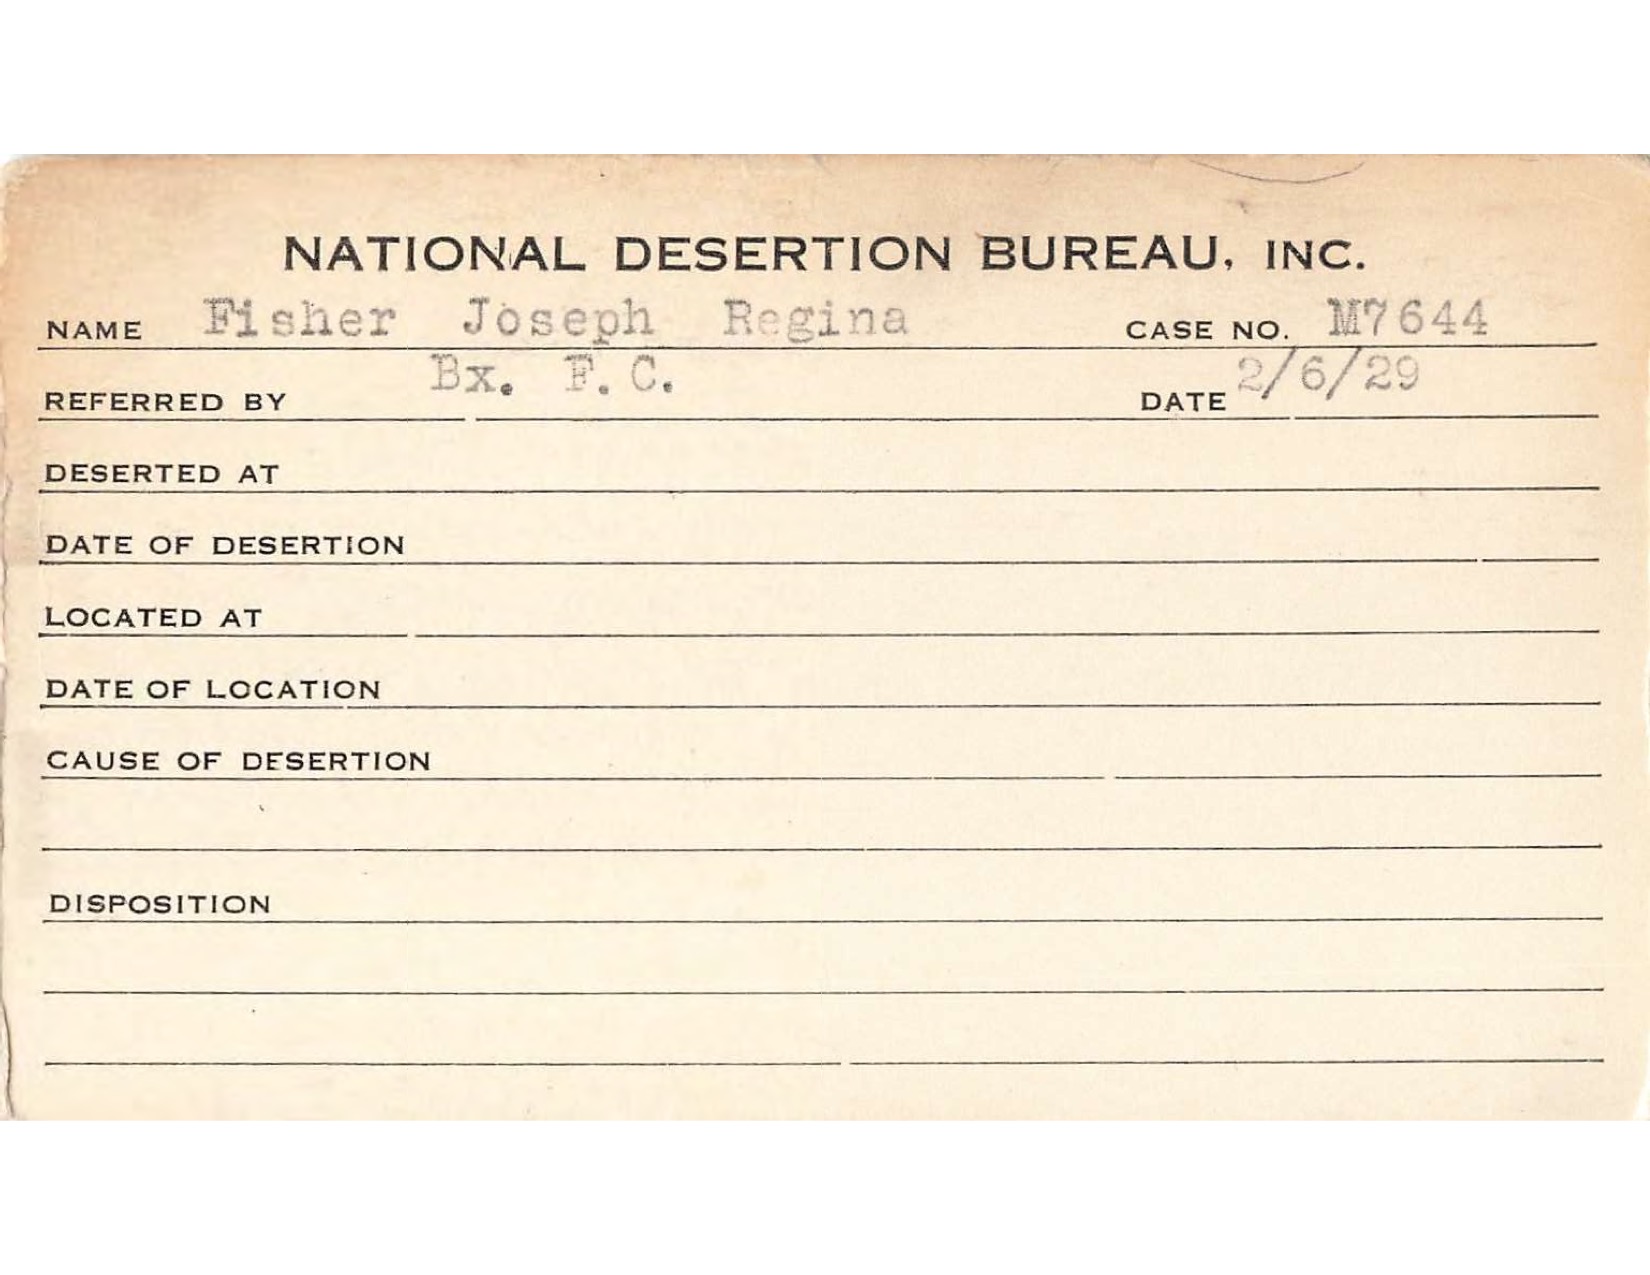 NATIONAL DESERTION BUREAU, INC.
NAME Fisher Joseph Regina CASE NO. M7644
REFERRED BY Bx. F.C. DATE 2/6/29
DESERTED AT
DATE OF DESERTION
LOCATED AT
DATE OF LOCATION
CAUSE OF DESERTION
DISPOSITION